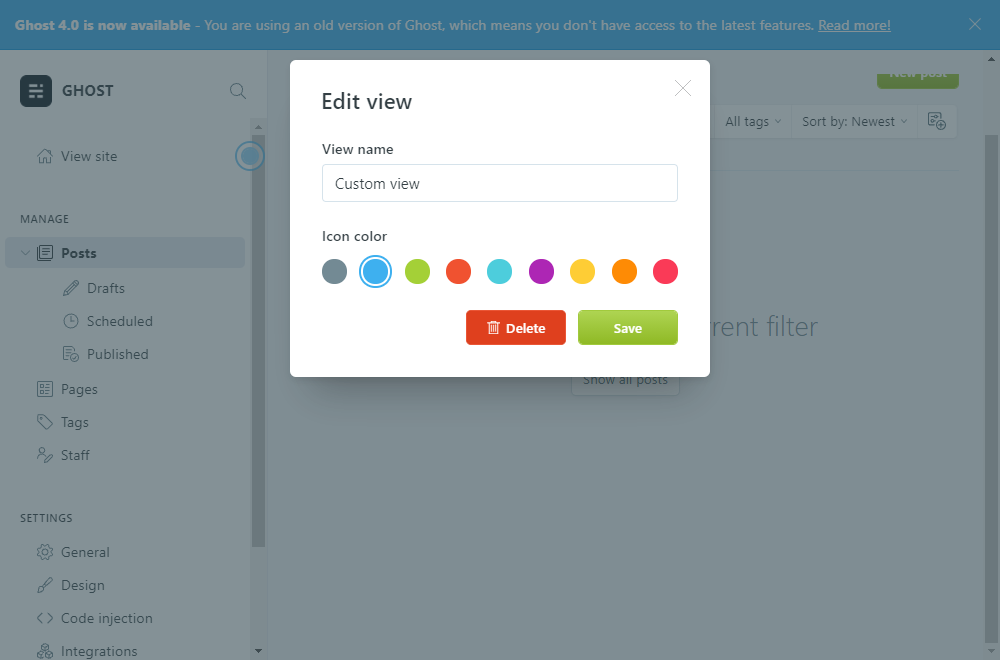 Ghost 4.0 is now available - You are using an old version of Ghost, which means you don't have access to the latest features. Read more!
GHOST
View site
MANAGE
Posts
Drafts
Scheduled
Published
Pages
Tags
Staff
SETTINGS
General
Design
Code injection
Integrations
New post
All tags
Sort by: Newest
Edit view
View name
Custom view
Icon color
Delete
Save
filter
Show all posts